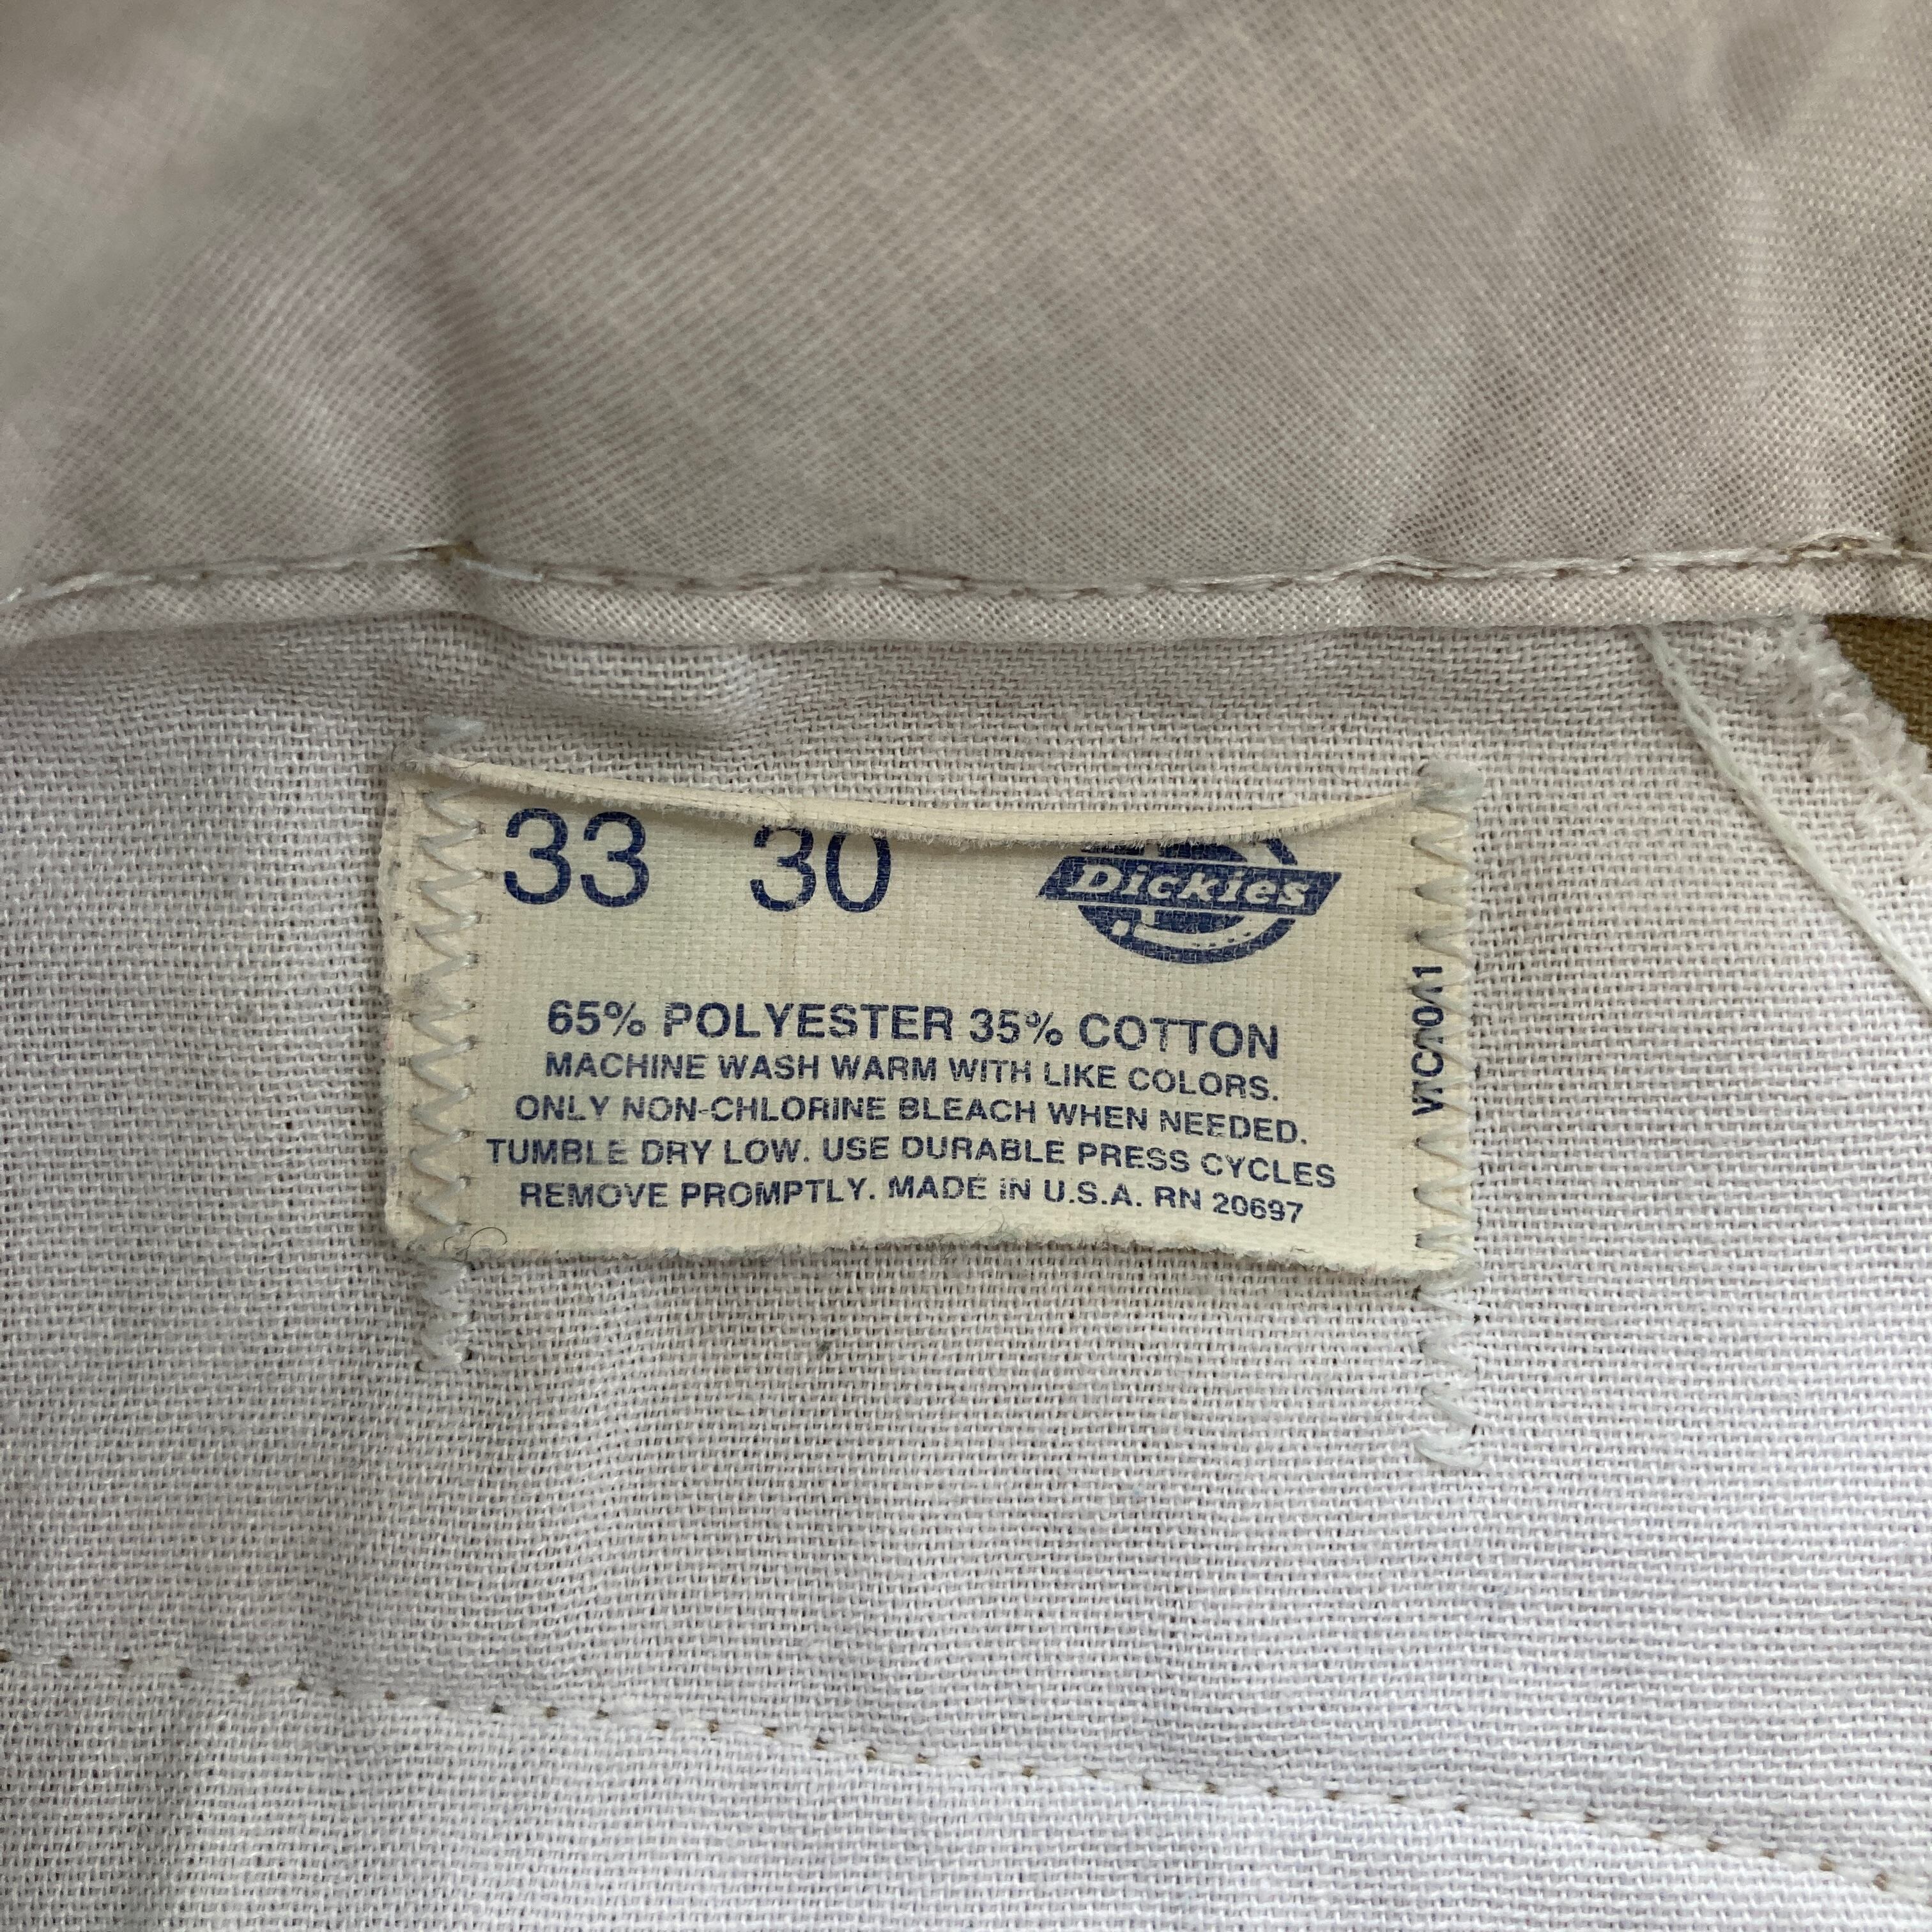 33 30 Dickies
65% POLYESTER 35% COTTON
MACHINE WASH WARM WITH LIKE COLORS.
ONLY NON-CHLORINE BLEACH WHEN NEEDED.
TUMBLE DRY LOW. USE DURABLE PRESS CYCLES
REMOVE PROMPTLY. MADE IN U.S.A. RN 20697